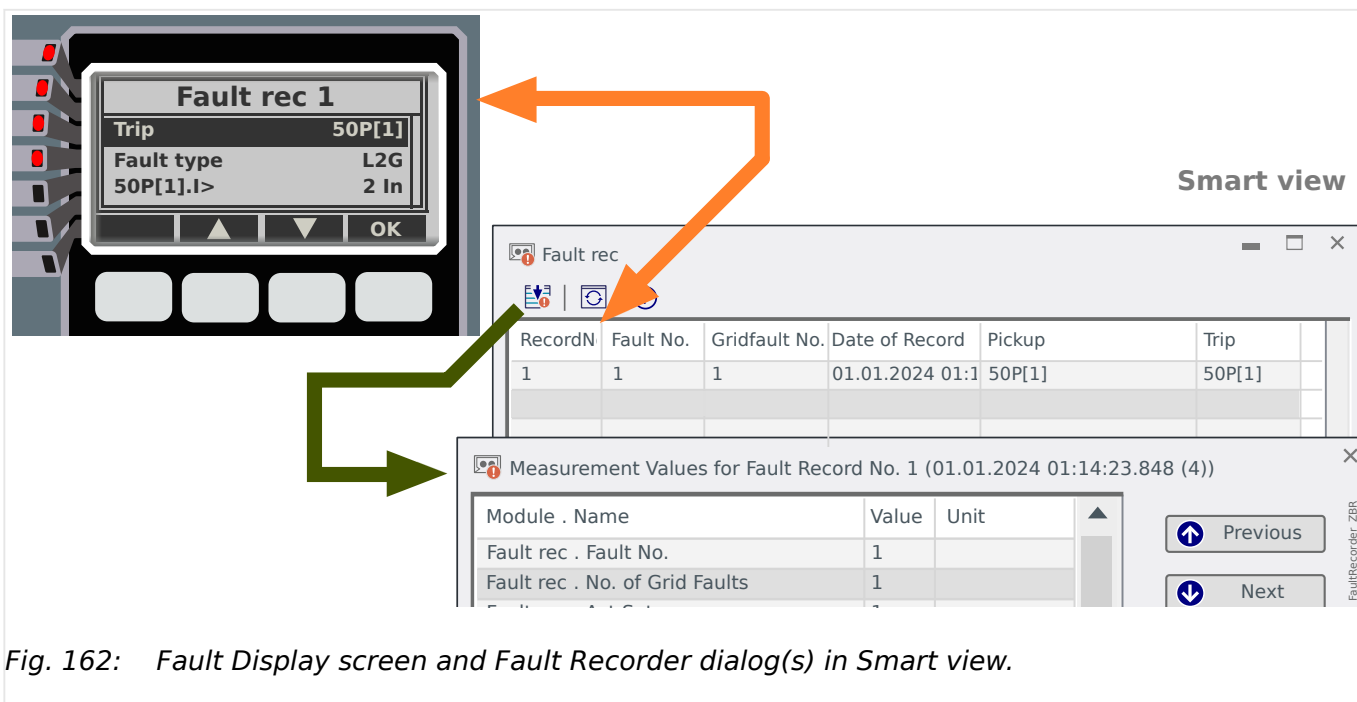 Fault rec 1
Trip 50P[1]
Fault type L2G
50P[1].I> 2 In
OK
Smart view
Fault rec
RecordN Fault No. Gridfault No. Date of Record Pickup Trip
1 1 1 01.01.2024 01:1 50P[1] 50P[1]
Measurement Values for Fault Record No. 1 (01.01.2024 01:14:23.848 (4))
Module . Name Value Unit
Fault rec . Fault No. 1
Fault rec . No. of Grid Faults 1
Previous
Next
FaultRecorder_ZBR
Fig. 162: Fault Display screen and Fault Recorder dialog(s) in Smart view.